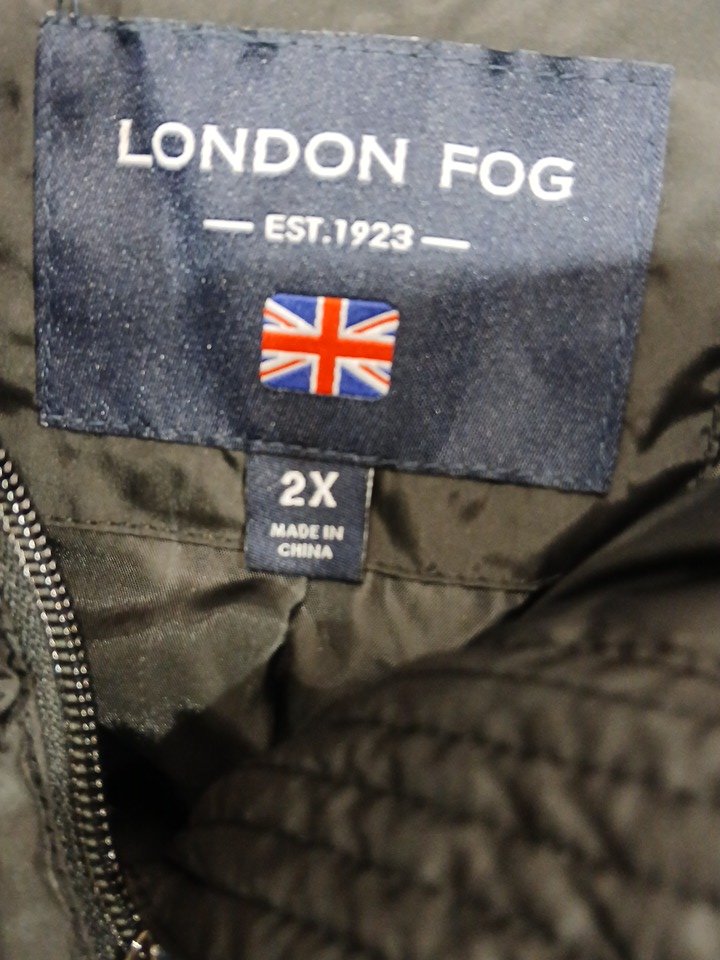 LONDON FOG
EST.1923
2X
MADE IN
CHINA